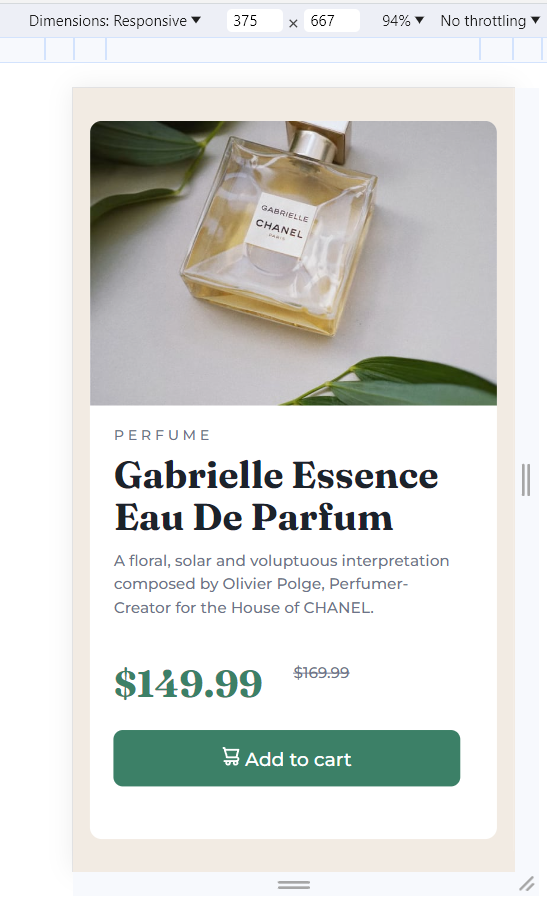 Dimensions: Responsive ▼ 375 × 667 94% ▼ No throttling ▼
GABRIELLE
CHANEL
PARIS
PERFUME
Gabrielle Essence
Eau De Parfum
A floral, solar and voluptuous interpretation
composed by Olivier Polge, Perfumer-
Creator for the House of CHANEL.
$149.99 $169.99
Add to cart